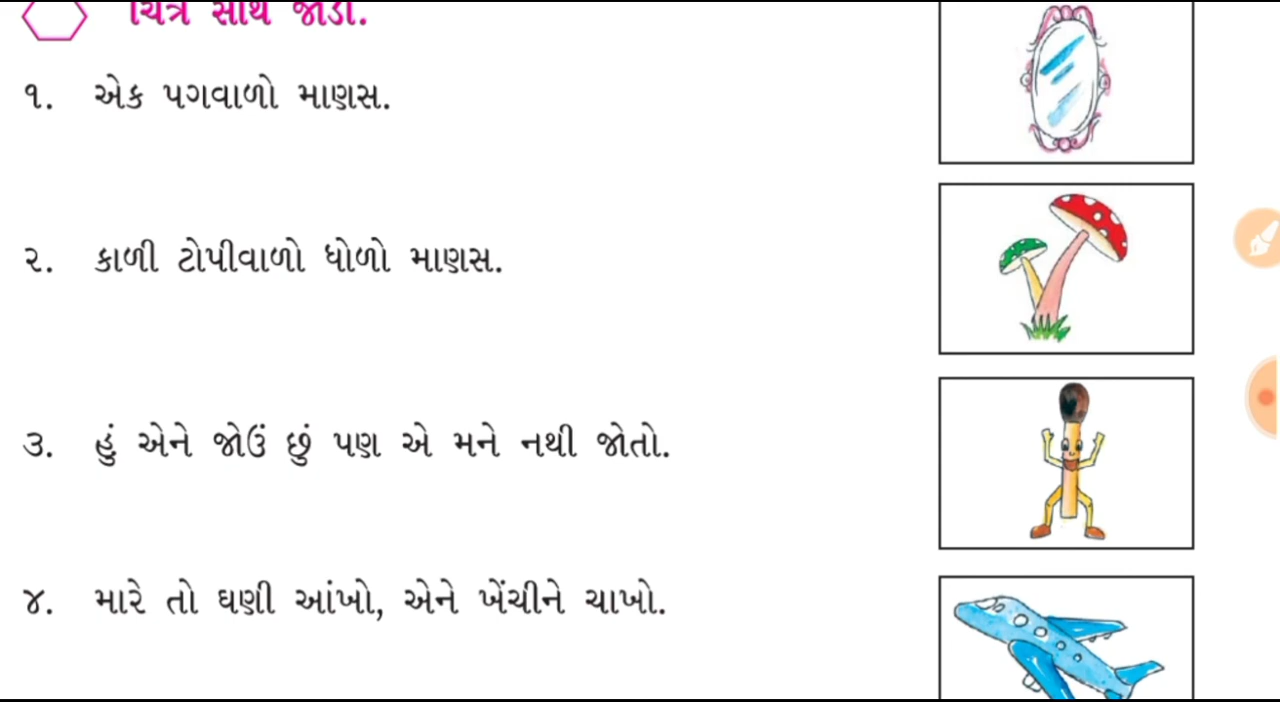 ચિત્ર સાથે જોડો.
૧. એક પગવાળો માણસ.
૨. કાળી ટોપીવાળો ધોળો માણસ.
૩. હું એને જોઉં છું પણ એ મને નથી જોતો.
૪. મારે તો ઘણી આંખો, એને ખેંચીને ચાખો.